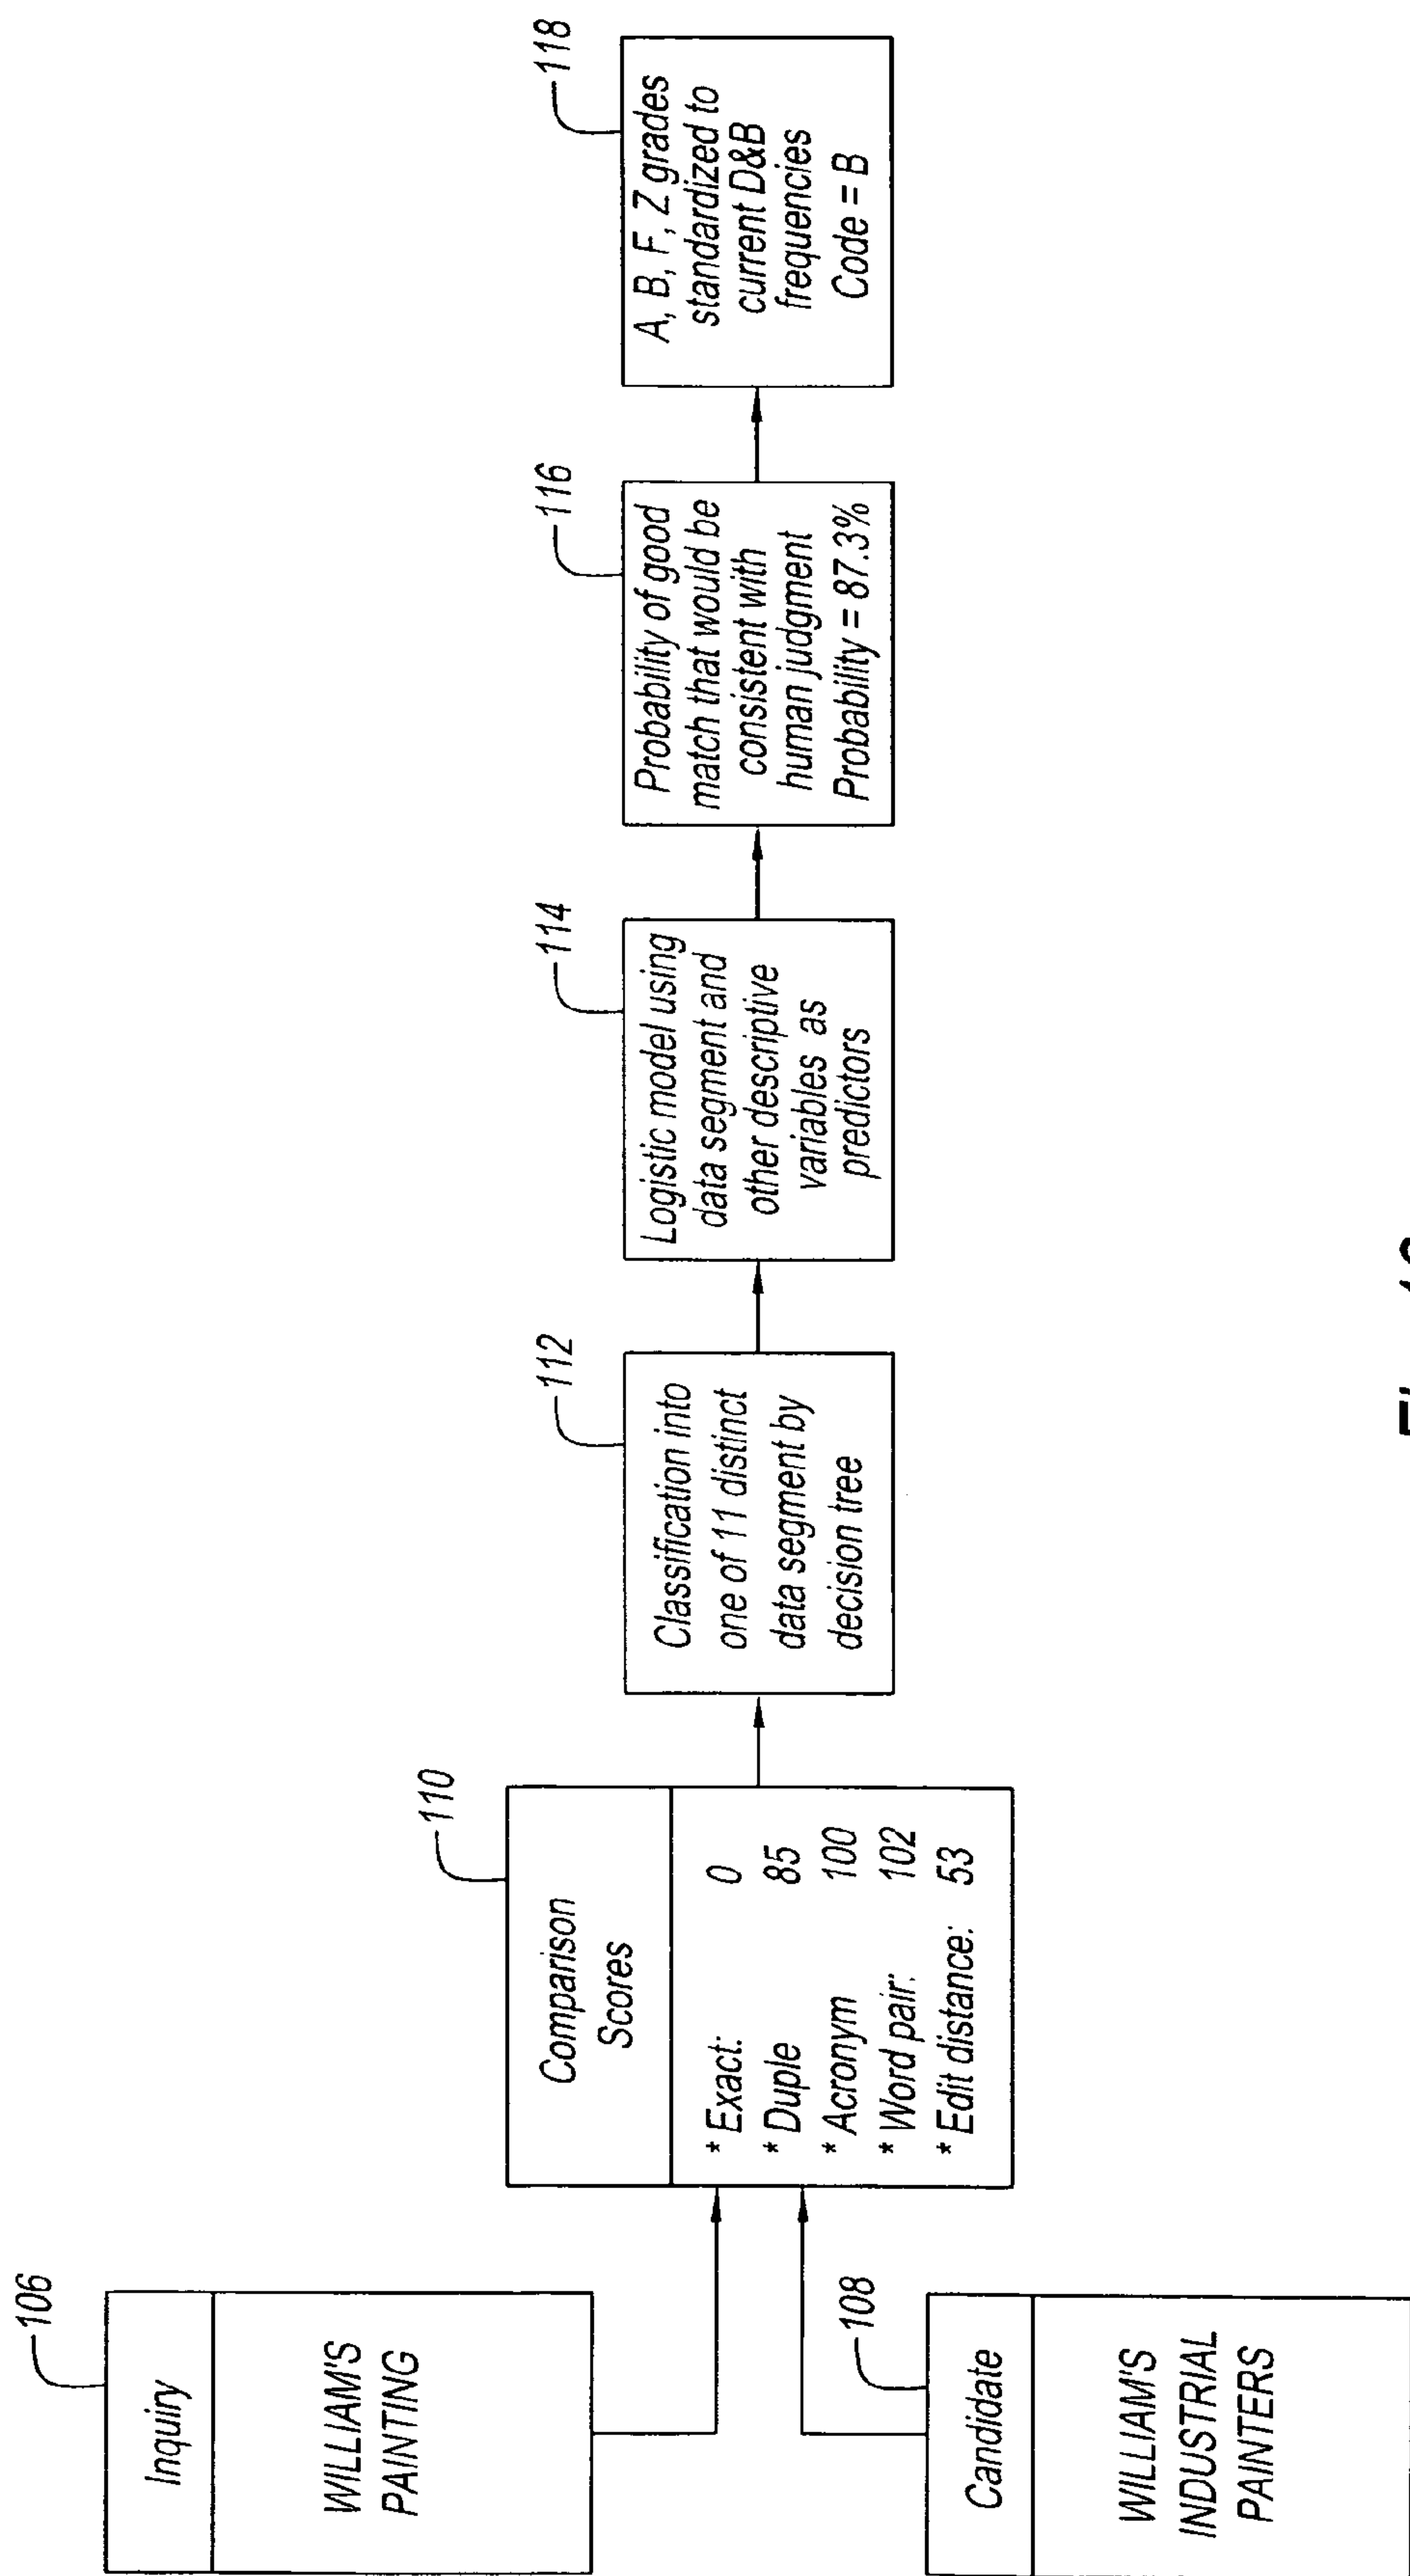 106
Inquiry
WILLIAM'S
PAINTING
108
Candidate
WILLIAM'S
INDUSTRIAL
PAINTERS
110
Comparison
Scores
* Exact: 0
* Duple 85
* Acronym 100
* Word pair: 102
* Edit distance: 53
112
Classification into
one of 11 distinct
data segment by
decision tree
114
Logistic model using
data segment and
other descriptive
variables as
predictors
116
Probability of good
match that would be
consistent with
human judgment
Probability = 87.3%
118
A, B, F, Z grades
standardized to
current D&B
frequencies
Code = B